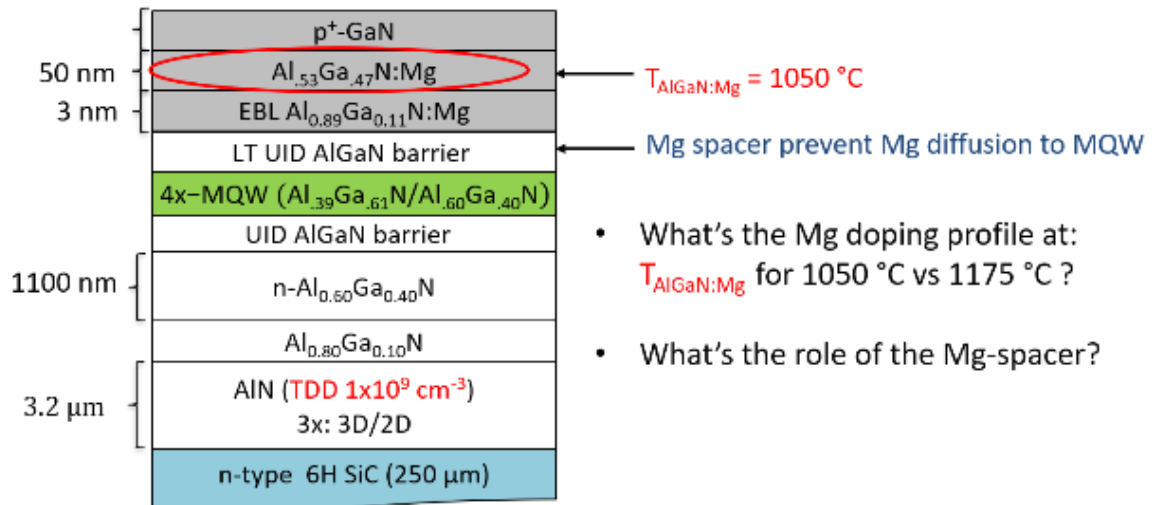 p⁺-GaN
50 nm
Al.₅₃Ga.₄₇N:Mg
T_AlGaN:Mg = 1050 °C
3 nm
EBL Al₀.₈₉Ga₀.₁₁N:Mg
LT UID AlGaN barrier
Mg spacer prevent Mg diffusion to MQW
4x−MQW (Al.₃₉Ga.₆₁N/Al.₆₀Ga.₄₀N)
UID AlGaN barrier
• What’s the Mg doping profile at:
T_AlGaN:Mg for 1050 °C vs 1175 °C ?
1100 nm
n-Al₀.₆₀Ga₀.₄₀N
Al₀.₈₀Ga₀.₁₀N
• What’s the role of the Mg-spacer?
3.2 μm
AlN (TDD 1x10⁹ cm⁻³)
3x: 3D/2D
n-type 6H SiC (250 μm)